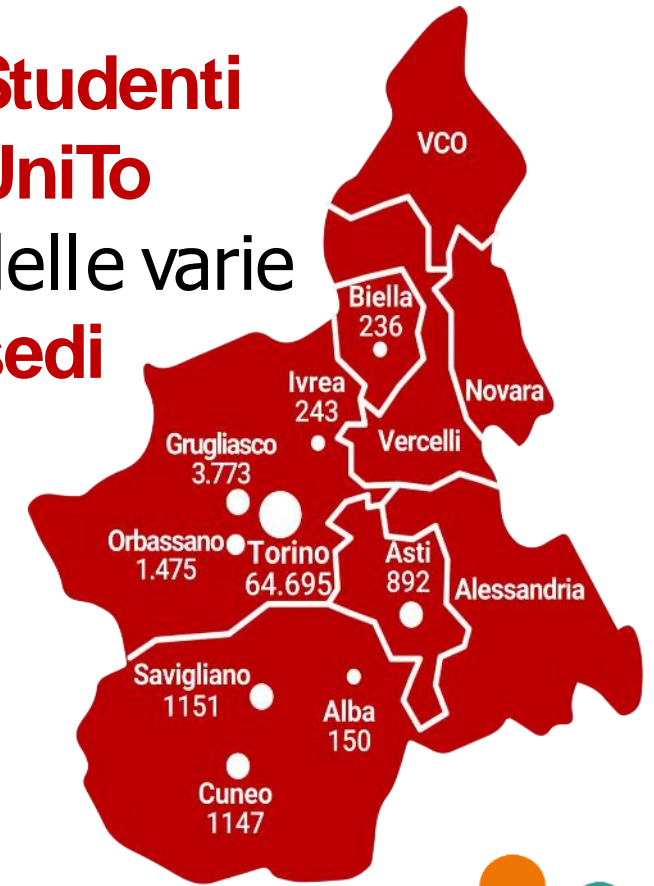 Studenti
UniTo
delle varie
sedi
VCO
Biella
236
Ivrea
243
Novara
Vercelli
Grugliasco
3.773
Orbassano
1.475
Torino
64.695
Asti
892
Alessandria
Savigliano
1151
Alba
150
Cuneo
1147